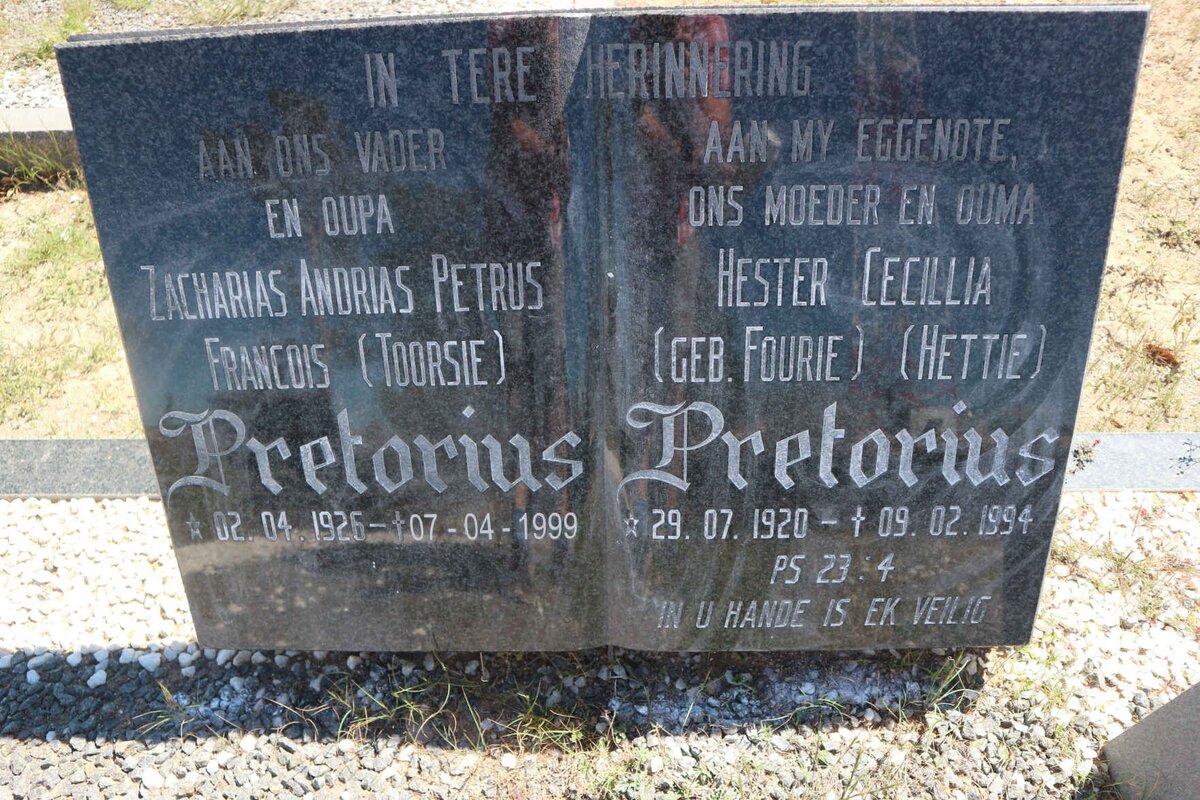 IN TERE HERINNERING
AAN ONS VADER
EN OUPA
ZACHARIAS ANDRIAS PETRUS
FRANCOIS (TOORSIE)
Pretorius
* 02. 04. 1926 – † 07 - 04 - 1999
AAN MY EGGENOTE,
ONS MOEDER EN OUMA
HESTER CECILLIA
(GEB. FOURIE) (HETTIE)
Pretorius
* 29. 07. 1920 – † 09. 02. 1994
PS 23 : 4
IN U HANDE IS EK VEILIG